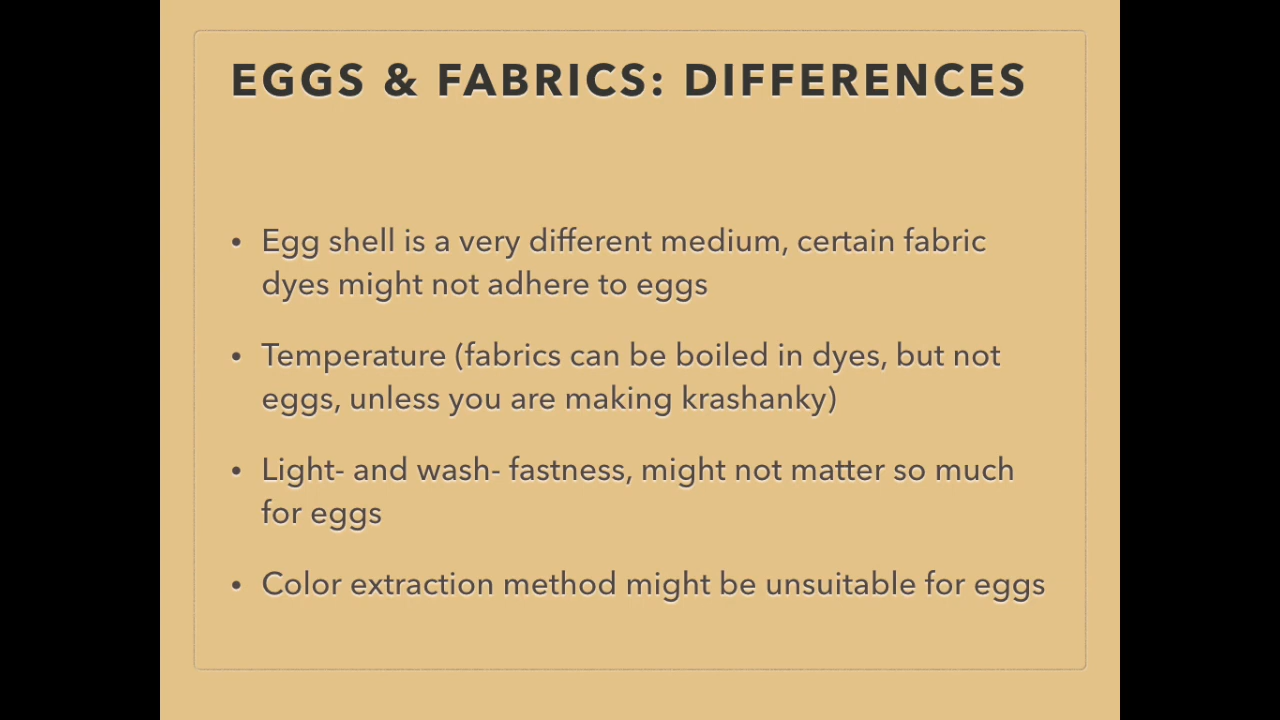 EGGS & FABRICS: DIFFERENCES
• Egg shell is a very different medium, certain fabric
dyes might not adhere to eggs
• Temperature (fabrics can be boiled in dyes, but not
eggs, unless you are making krashanky)
• Light- and wash- fastness, might not matter so much
for eggs
• Color extraction method might be unsuitable for eggs